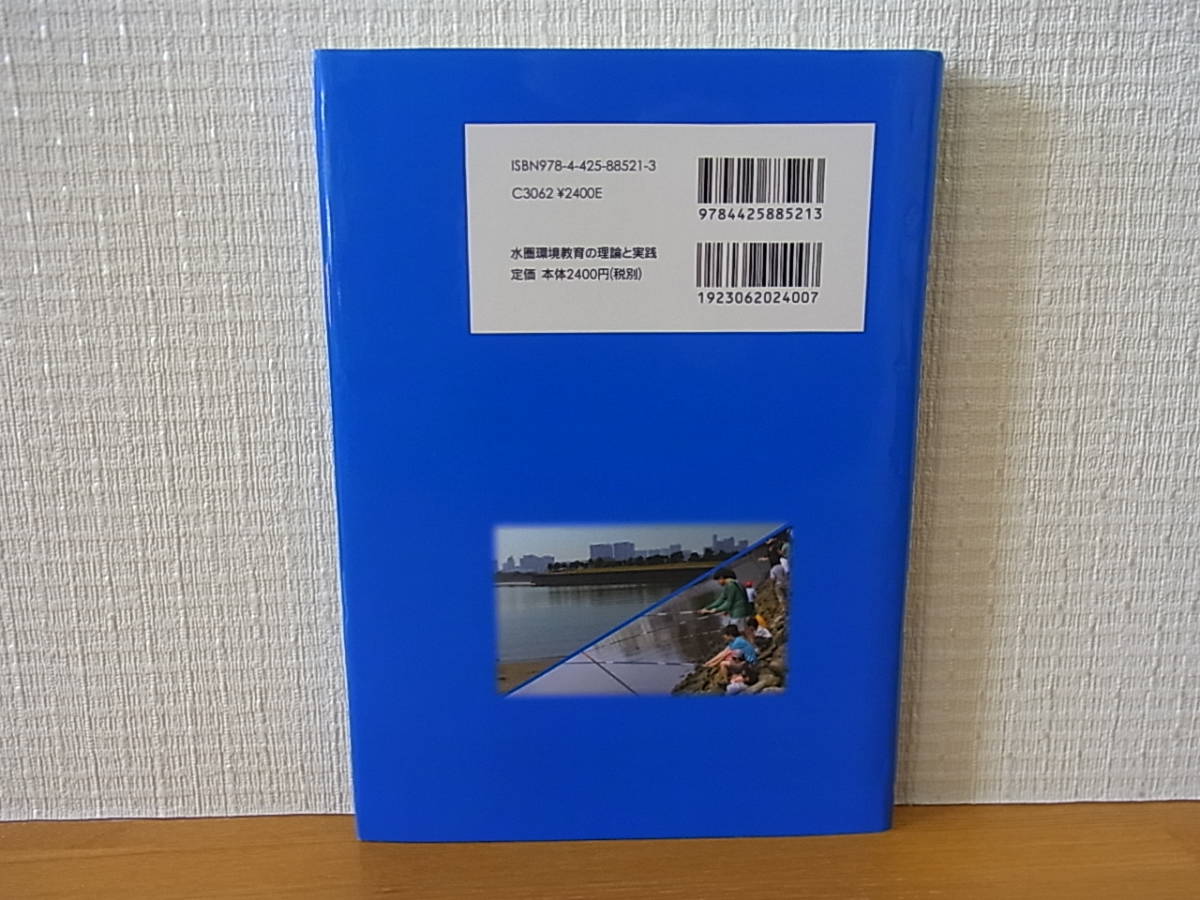 ISBN978-4-425-88521-3
C3062 ¥2400E
9784425885213
水圏環境教育の理論と実践
定価 本体2400円(税別)
1923062024007